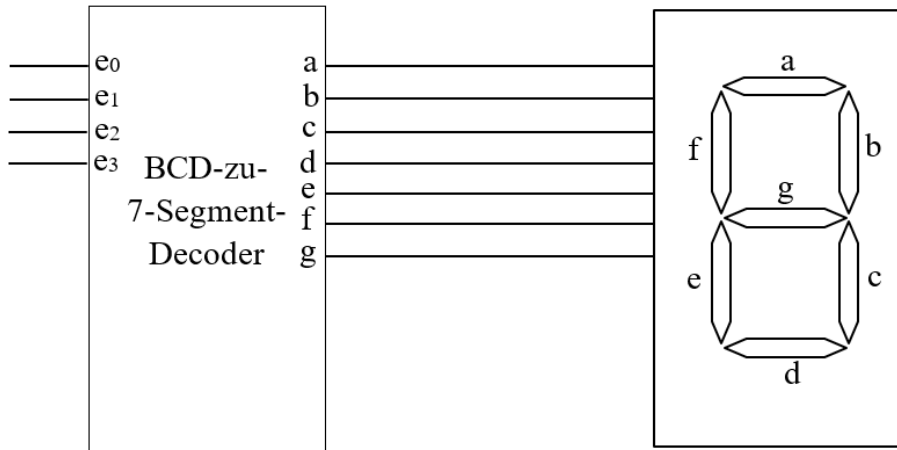 e0 a
e1 b
e2 c
e3 d
BCD-zu-
e
7-Segment-
f
Decoder g
a
f b
g
e c
d